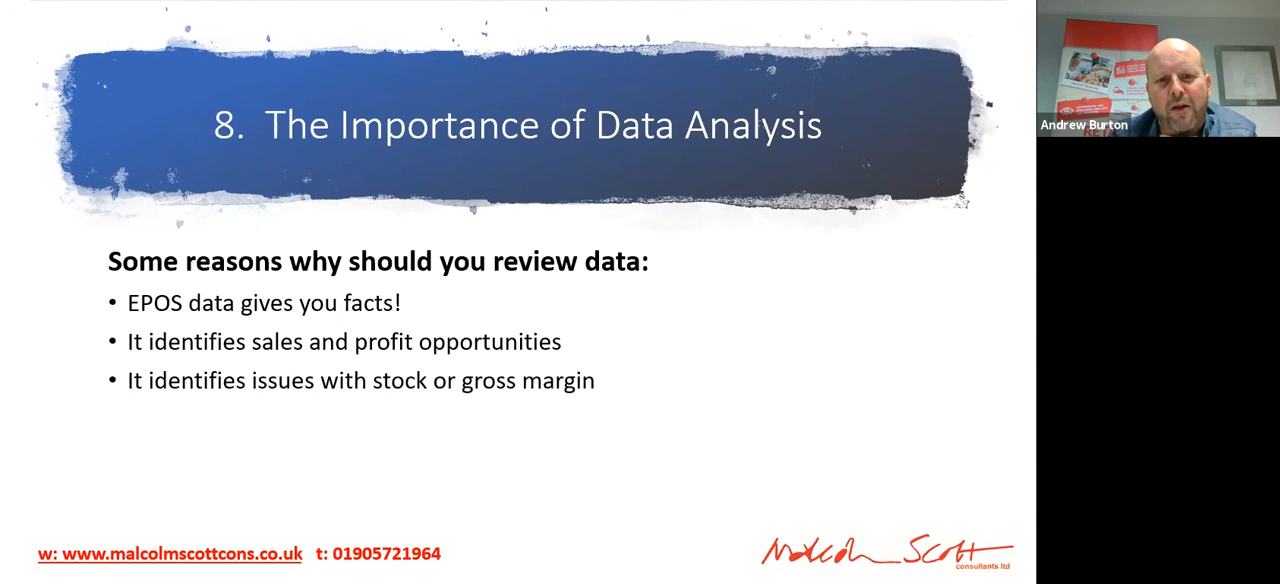 8. The Importance of Data Analysis
Andrew Burton
Some reasons why should you review data:
• EPOS data gives you facts!
• It identifies sales and profit opportunities
• It identifies issues with stock or gross margin
w: www.malcolmscottcons.co.uk t: 01905721964
Malcolm Scott
consultants ltd